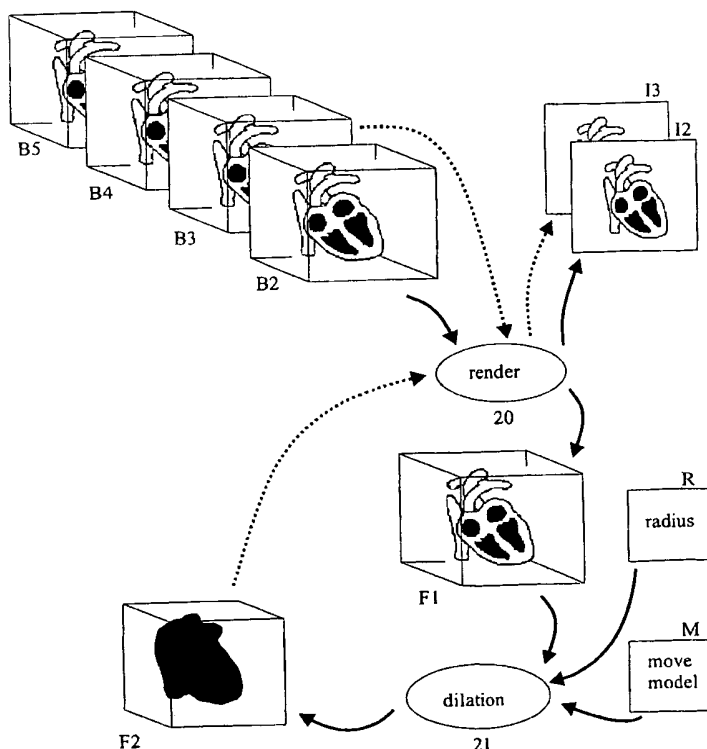 I3
I2
B5
B4
B3
B2
render
20
R
radius
F1
M
move
model
dilation
21
F2